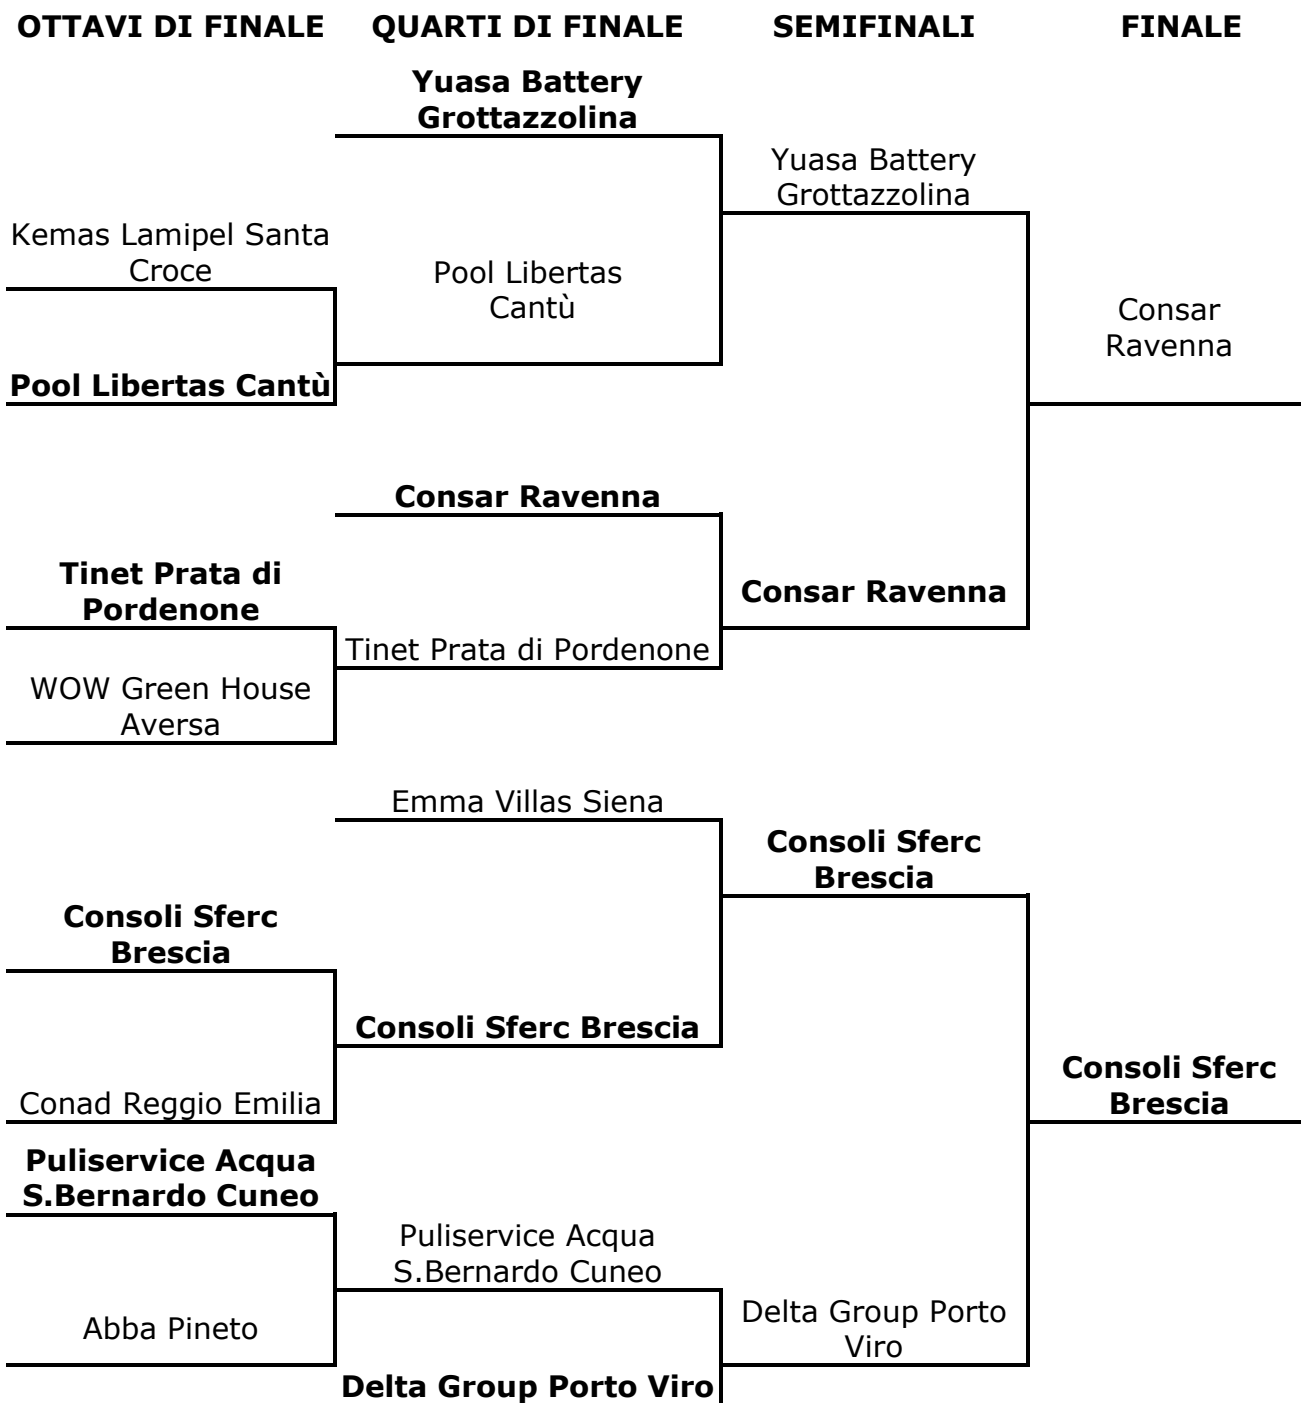 OTTAVI DI FINALE
QUARTI DI FINALE
SEMIFINALI
FINALE
Yuasa Battery
Grottazzolina
Yuasa Battery
Grottazzolina
Kemas Lamipel Santa
Croce
Pool Libertas
Cantù
Consar
Ravenna
Pool Libertas Cantù
Consar Ravenna
Tinet Prata di
Pordenone
Consar Ravenna
Tinet Prata di Pordenone
WOW Green House
Aversa
Emma Villas Siena
Consoli Sferc
Brescia
Consoli Sferc
Brescia
Consoli Sferc Brescia
Conad Reggio Emilia
Consoli Sferc
Brescia
Puliservice Acqua
S.Bernardo Cuneo
Puliservice Acqua
S.Bernardo Cuneo
Abba Pineto
Delta Group Porto
Viro
Delta Group Porto Viro